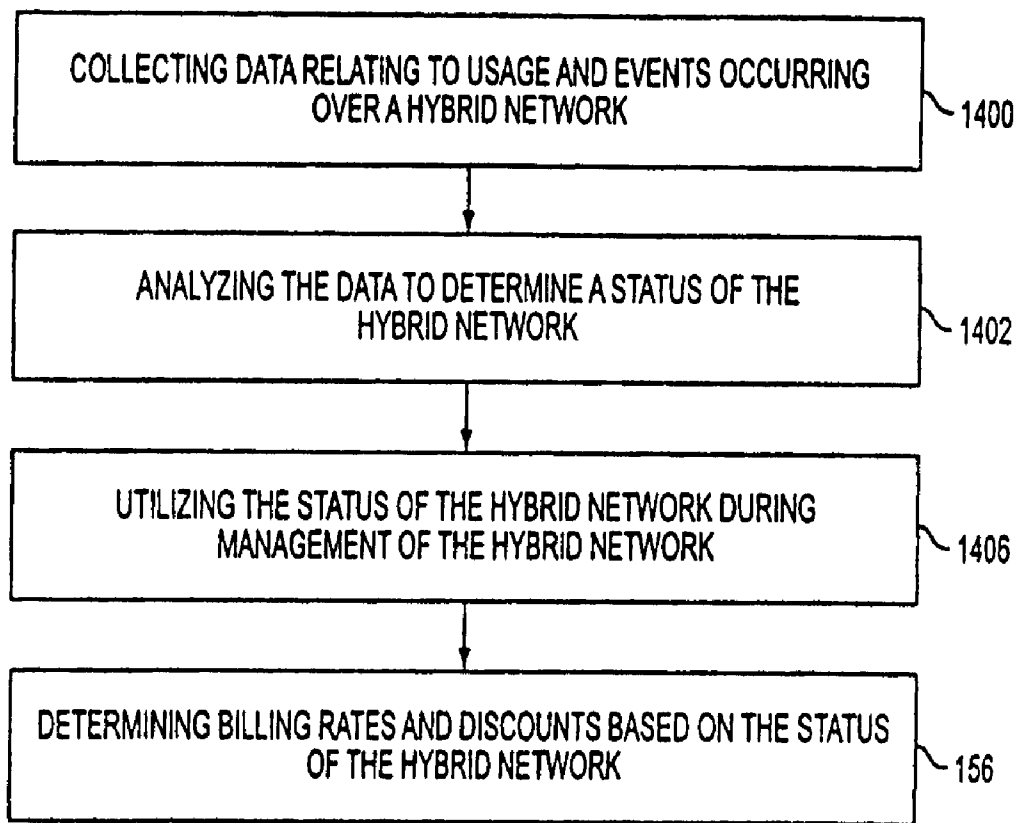 COLLECTING DATA RELATING TO USAGE AND EVENTS OCCURRING
OVER A HYBRID NETWORK
1400
ANALYZING THE DATA TO DETERMINE A STATUS OF THE
HYBRID NETWORK
1402
UTILIZING THE STATUS OF THE HYBRID NETWORK DURING
MANAGEMENT OF THE HYBRID NETWORK
1406
DETERMINING BILLING RATES AND DISCOUNTS BASED ON THE STATUS
OF THE HYBRID NETWORK
156